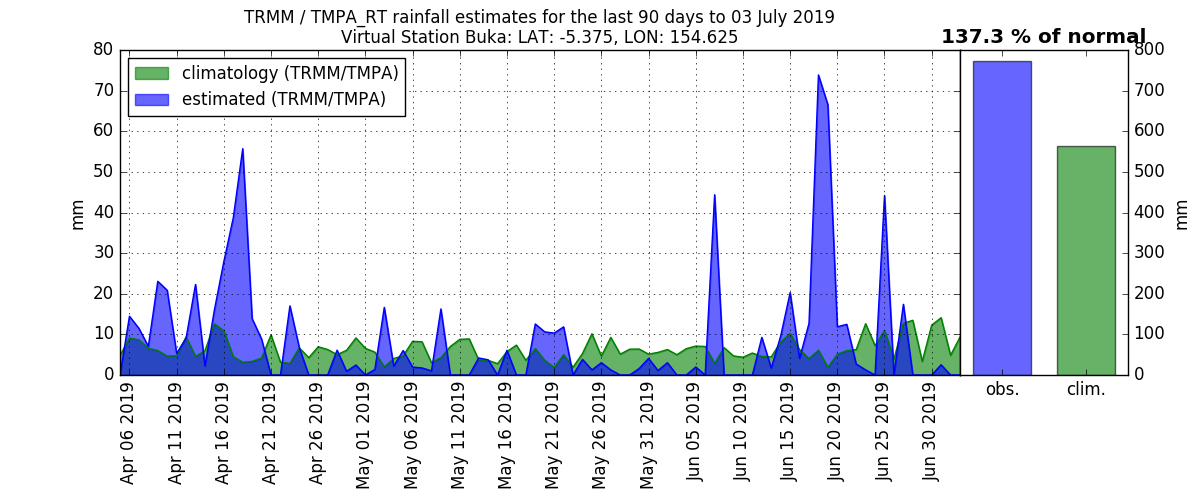 TRMM / TMPA_RT rainfall estimates for the last 90 days to 03 July 2019
Virtual Station Buka: LAT: -5.375, LON: 154.625
137.3 % of normal
climatology (TRMM/TMPA)
estimated (TRMM/TMPA)
80
70
60
50
40
30
20
10
0
mm
Apr 06 2019
Apr 11 2019
Apr 16 2019
Apr 21 2019
Apr 26 2019
May 01 2019
May 06 2019
May 11 2019
May 16 2019
May 21 2019
May 26 2019
May 31 2019
Jun 05 2019
Jun 10 2019
Jun 15 2019
Jun 20 2019
Jun 25 2019
Jun 30 2019
obs.
clim.
800
700
600
500
400
300
200
100
0
mm